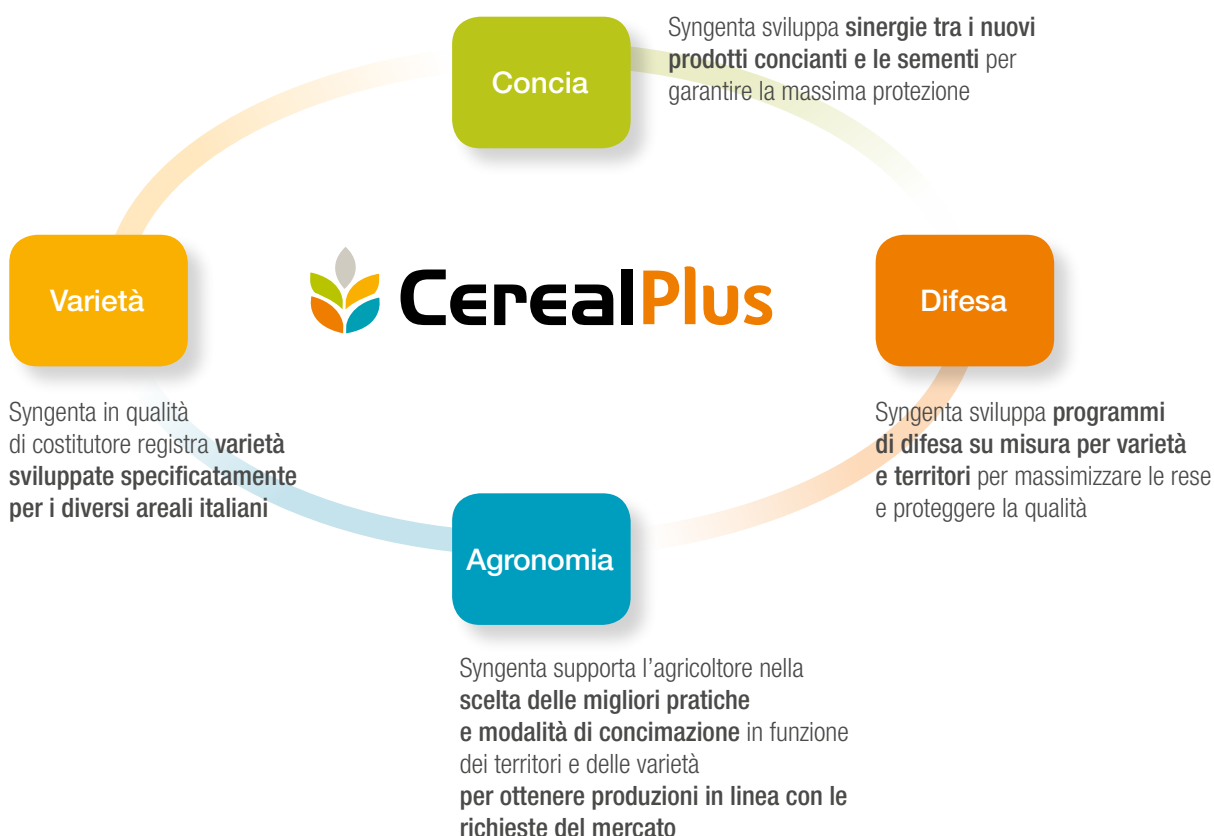 Concia
Syngenta sviluppa sinergie tra i nuovi
prodotti concianti e le sementi per
garantire la massima protezione
Varietà
CerealPlus
Difesa
Syngenta in qualità
di costitutore registra varietà
sviluppate specificatamente
per i diversi areali italiani
Syngenta sviluppa programmi
di difesa su misura per varietà
e territori per massimizzare le rese
e proteggere la qualità
Agronomia
Syngenta supporta l’agricoltore nella
scelta delle migliori pratiche
e modalità di concimazione in funzione
dei territori e delle varietà
per ottenere produzioni in linea con le
richieste del mercato